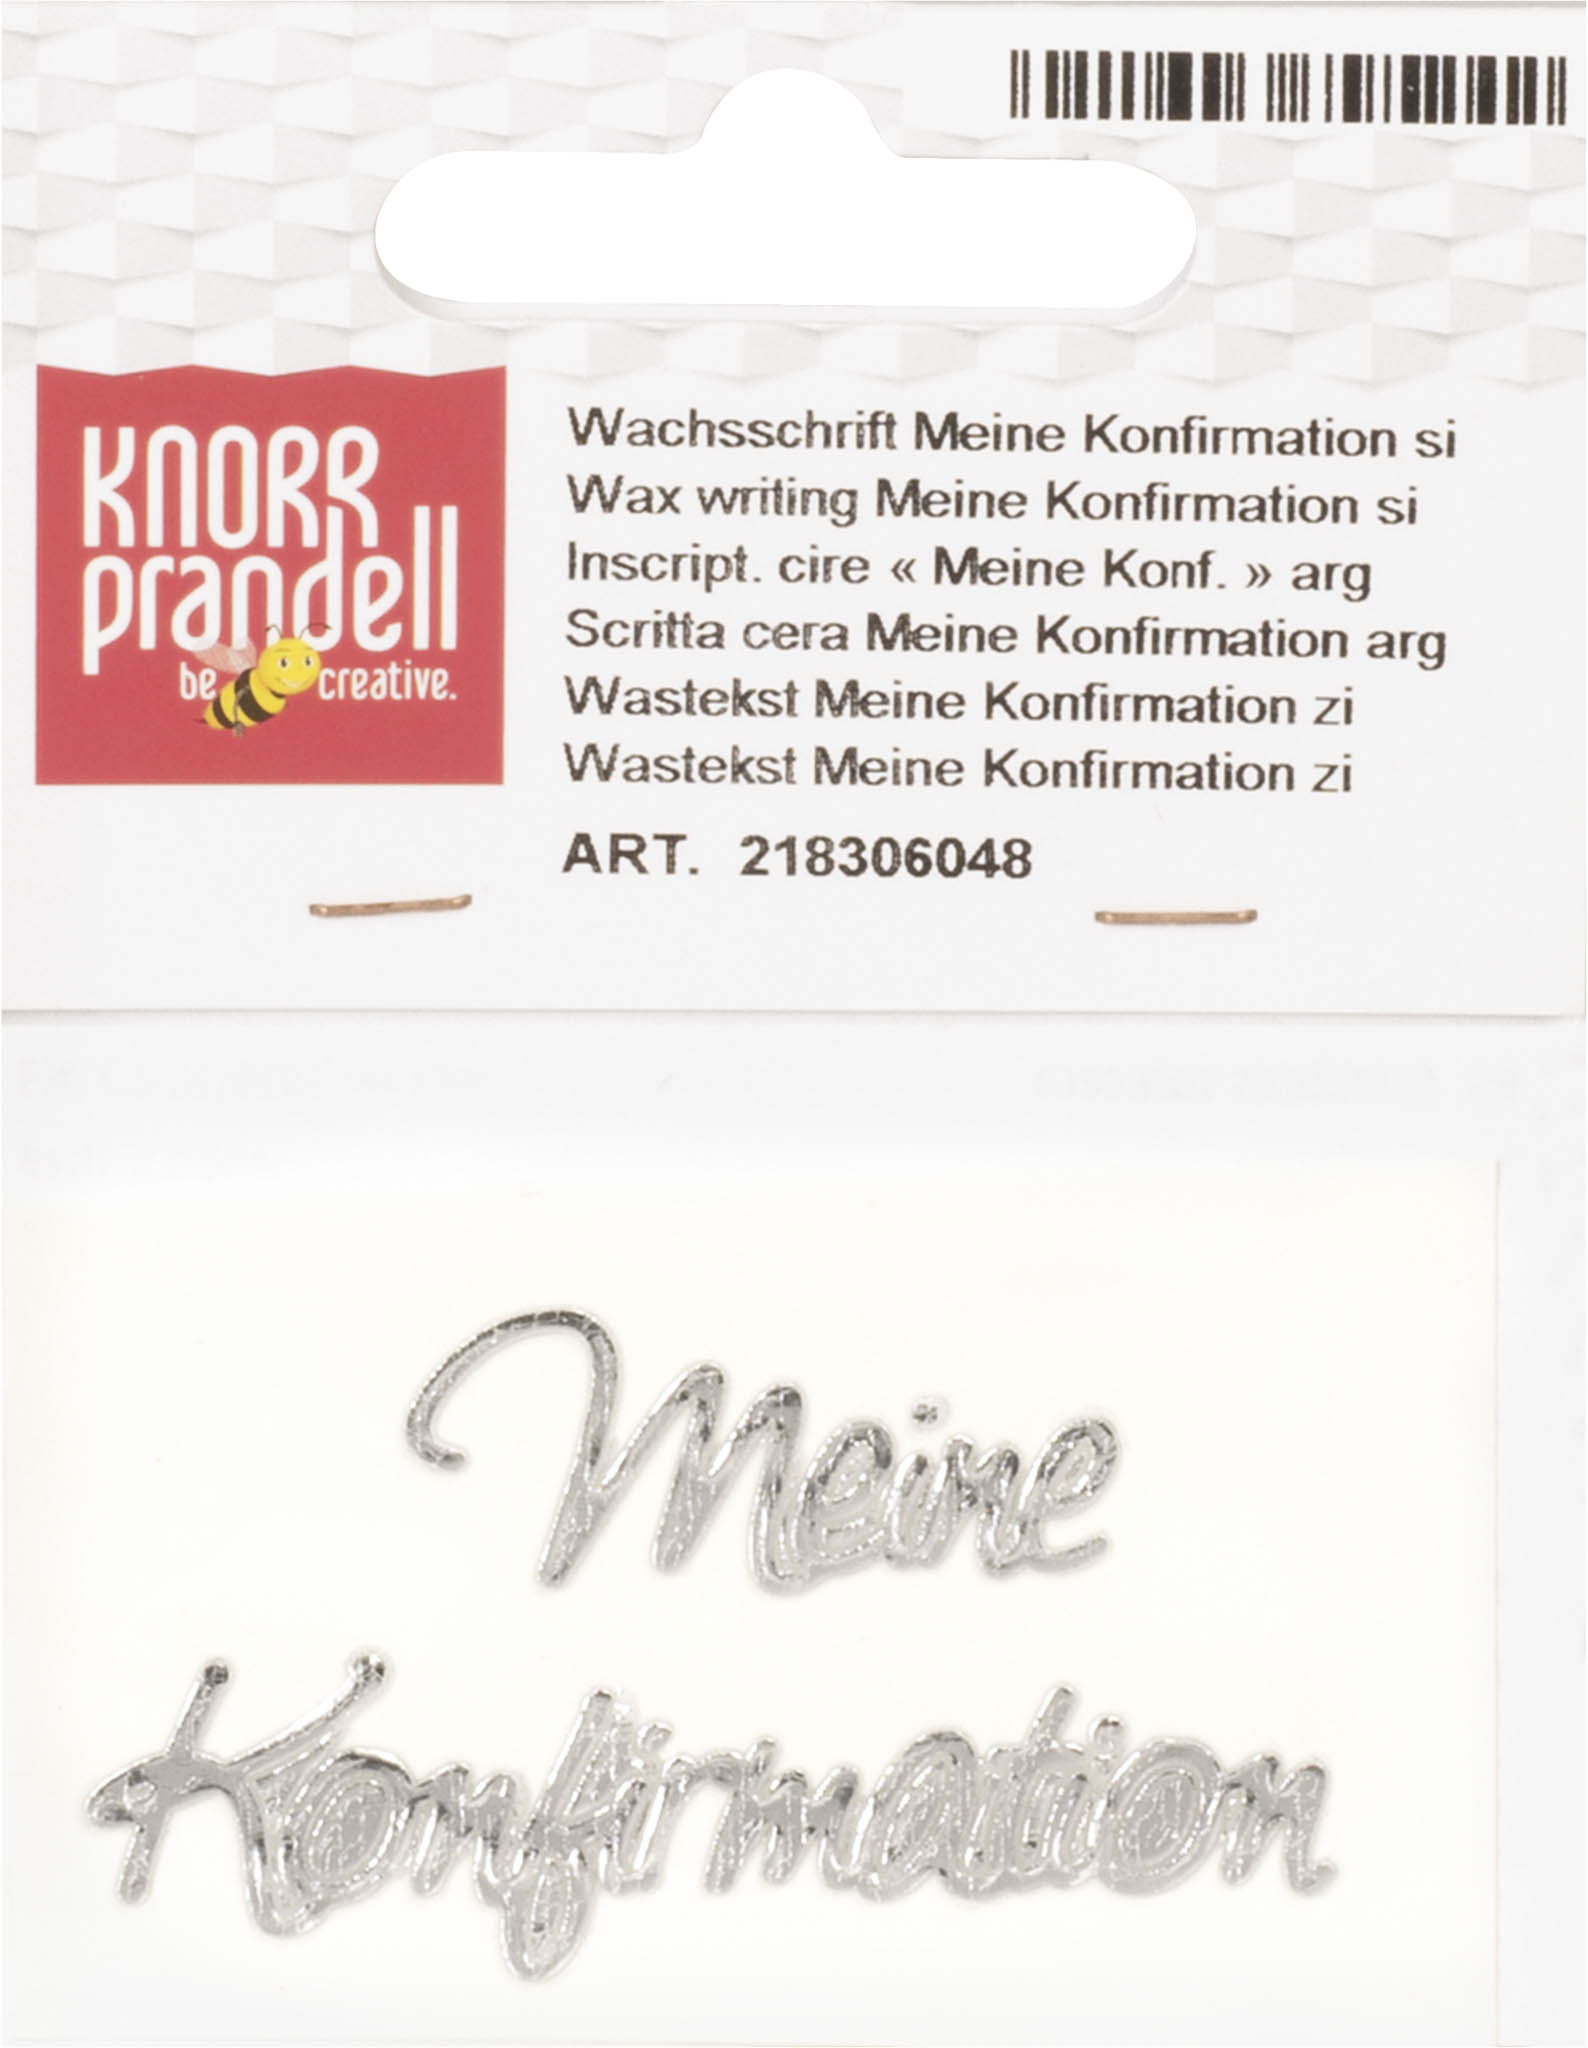 KNORR
prandell
be creative.
Wachsschrift Meine Konfirmation si
Wax writing Meine Konfirmation si
Inscript. cire « Meine Konf. » arg
Scritta cera Meine Konfirmation arg
Wastekst Meine Konfirmation zi
Wastekst Meine Konfirmation zi
ART. 218306048
Meine
Konfirmation